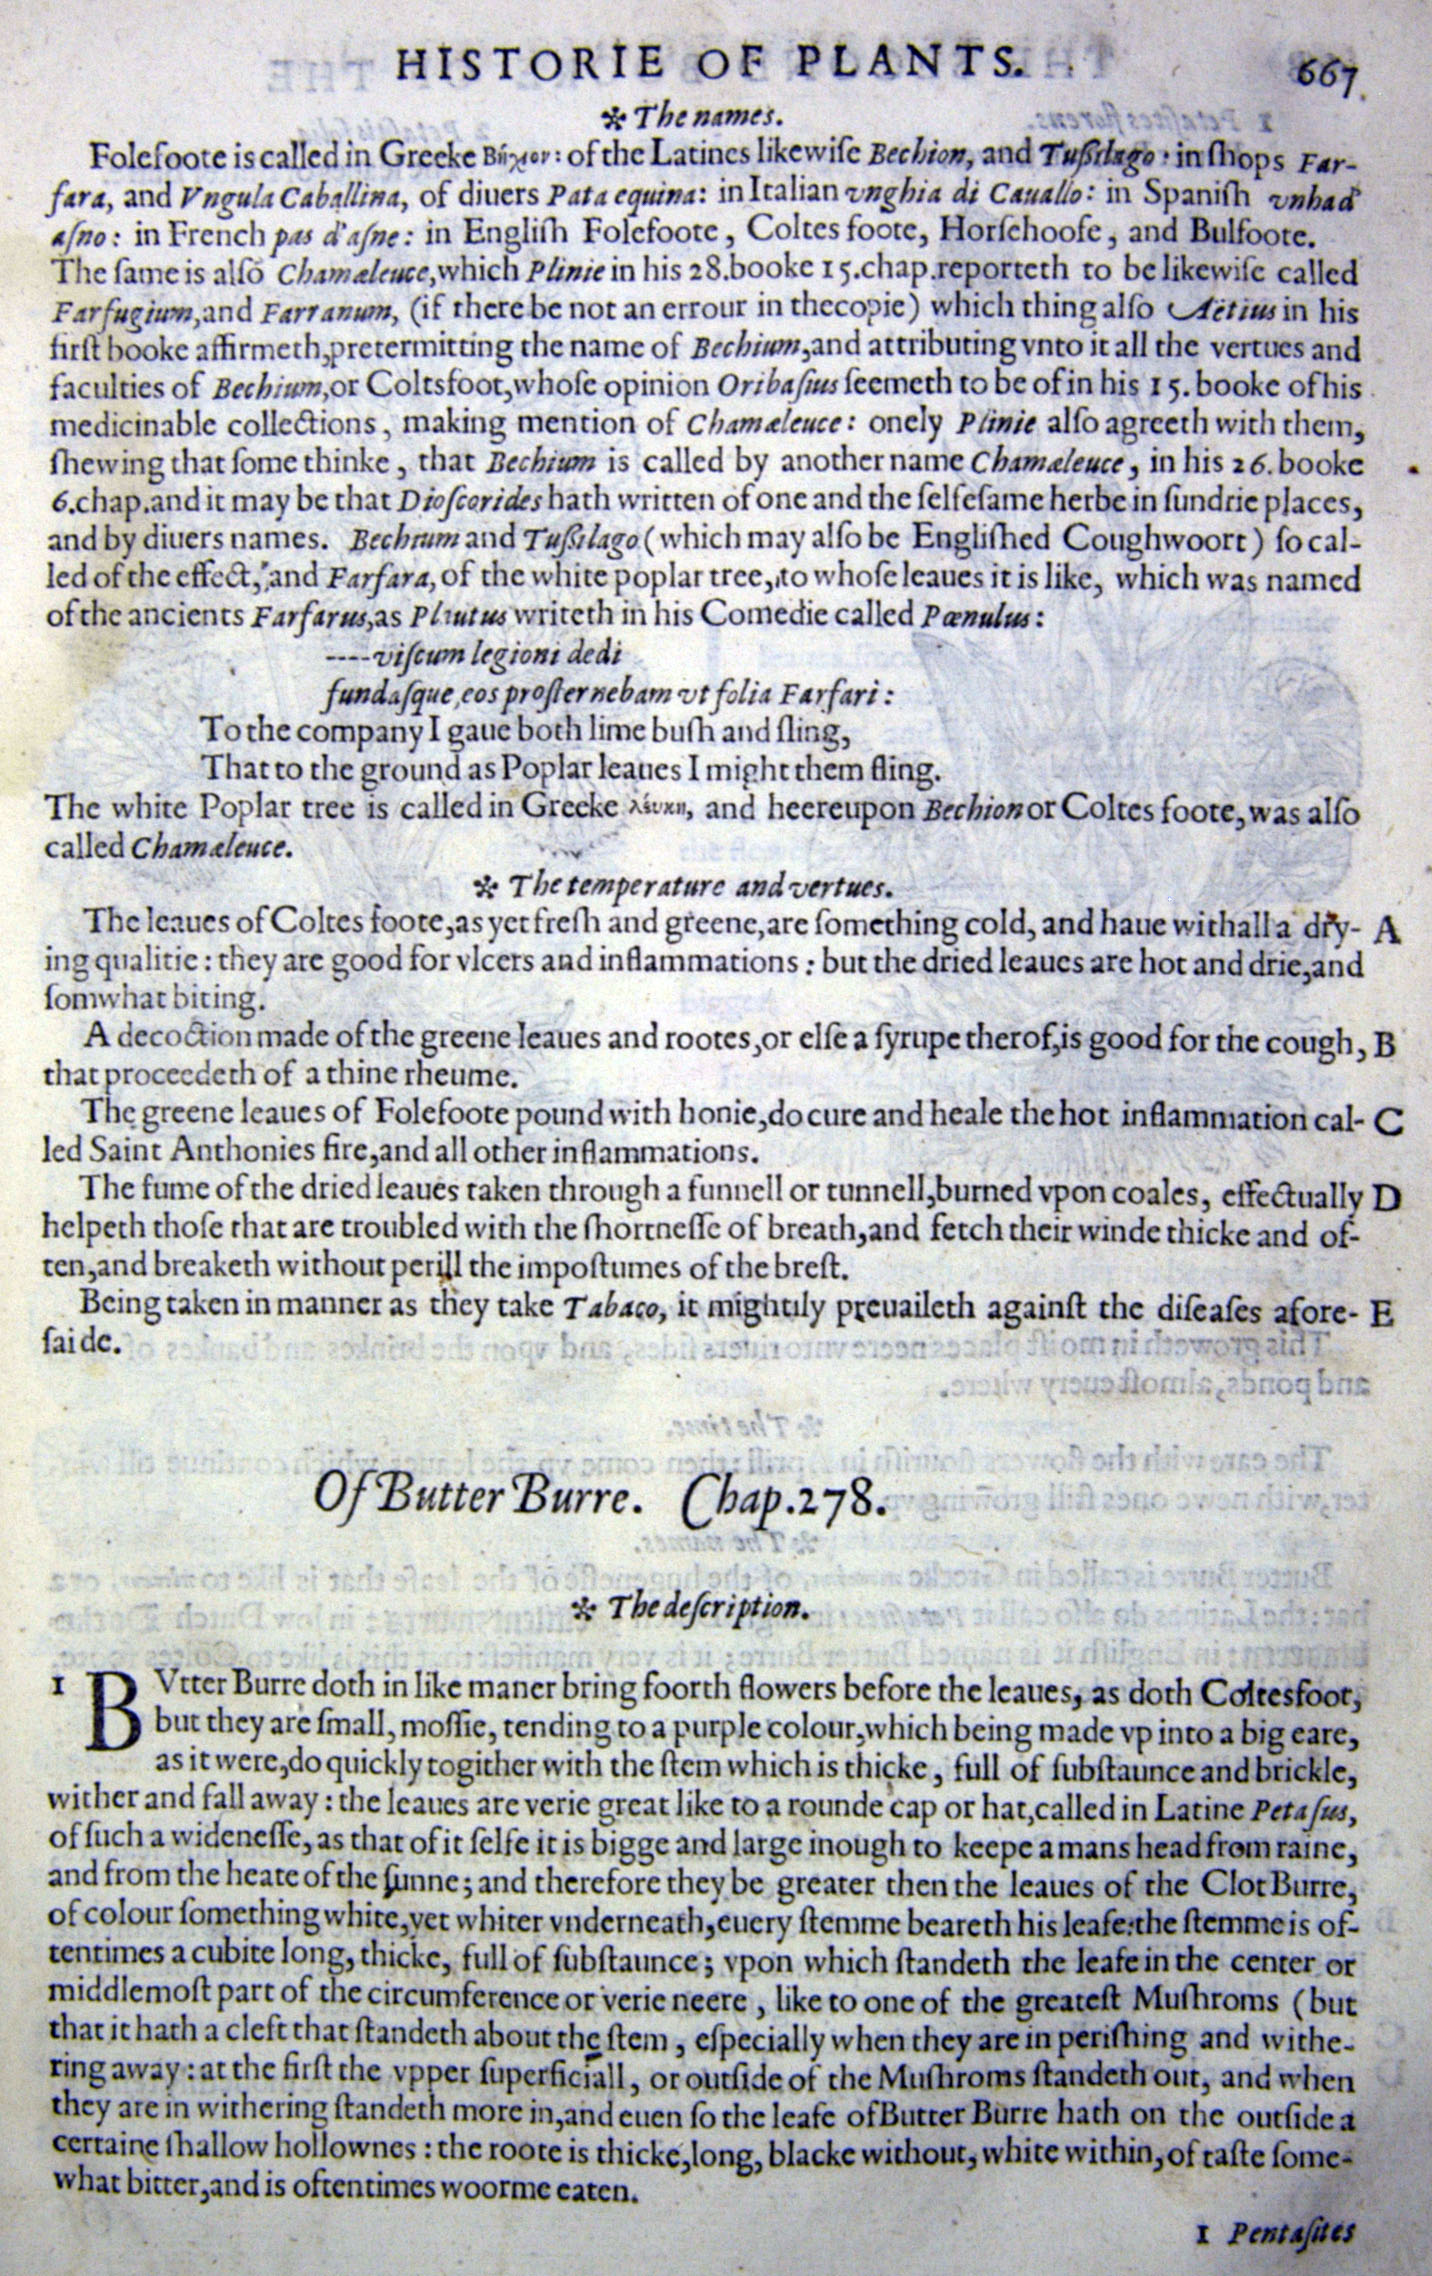 HISTORIE OF PLANTS. 667
❧ The names.
Folefoote is called in Greeke Βήχιον: of the Latines likewiſe Bechion, and Tußilago: in ſhops Far-
fara, and Vngula Caballina, of diuers Pata equina: in Italian vnghia di Cauallo: in Spaniſh vnhad'
aſno: in French pas d'aſne: in Engliſh Folefoote, Coltes foote, Horſehoofe, and Bulfoote.
The ſame is alſo Chamæleuce, which Plinie in his 28.booke 15.chap.reporteth to be likewiſe called
Farfugium, and Farranum, (if there be not an errour in thecopie) which thing alſo Aëtius in his
firſt booke affirmeth, pretermitting the name of Bechium, and attributing vnto it all the vertues and
faculties of Bechium, or Coltsfoot, whoſe opinion Oribaſius ſeemeth to be of in his 15. booke of his
medicinable collections, making mention of Chamæleuce: onely Plinie alſo agreeth with them,
ſhewing that ſome thinke, that Bechium is called by another name Chamæleuce, in his 26. booke
6.chap.and it may be that Dioſcorides hath written of one and the ſelfeſame herbe in ſundrie places,
and by diuers names. Bechium and Tußilago (which may alſo be Engliſhed Coughwoort) ſo cal-
led of the effect, and Farfara, of the white poplar tree, to whoſe leaues it is like, which was named
of the ancients Farfarus, as Plautus writeth in his Comedie called Pœnulus:
----viſcum legioni dedi
fundaſque, eos proſternebam vt folia Farfari:
To the company I gaue both lime buſh and ſling,
That to the ground as Poplar leaues I might them fling.
The white Poplar tree is called in Greeke λέυκη, and heereupon Bechion or Coltes foote, was alſo
called Chamæleuce.
❧ The temperature and vertues.
The leaues of Coltes foote, as yet freſh and greene, are ſomething cold, and haue withall a dry- A
ing qualitie: they are good for vlcers and inflammations: but the dried leaues are hot and drie, and
ſomwhat biting.
A decoction made of the greene leaues and rootes, or elſe a ſyrupe therof, is good for the cough, B
that proceedeth of a thine rheume.
The greene leaues of Folefoote pound with honie, do cure and heale the hot inflammation cal- C
led Saint Anthonies fire, and all other inflammations.
The fume of the dried leaues taken through a funnell or tunnell, burned vpon coales, effectually D
helpeth thoſe that are troubled with the ſhortneſſe of breath, and fetch their winde thicke and of-
ten, and breaketh without perill the impoſtumes of the breſt.
Being taken in manner as they take Tabaco, it mightily preuaileth againſt the diſeaſes afore- E
ſaide.
Of Butter Burre. Chap.278.
❧ The deſcription.
1 BVtter Burre doth in like maner bring foorth flowers before the leaues, as doth Coltesfoot,
but they are ſmall, moſſie, tending to a purple colour, which being made vp into a big eare,
as it were, do quickly togither with the ſtem which is thicke, full of ſubſtaunce and brickle,
wither and fall away: the leaues are verie great like to a rounde cap or hat, called in Latine Petaſus,
of ſuch a wideneſſe, as that of it ſelfe it is bigge and large inough to keepe a mans head from raine,
and from the heate of the ſunne; and therefore they be greater then the leaues of the Clot Burre,
of colour ſomething white, yet whiter vnderneath, euery ſtemme beareth his leafe: the ſtemme is of-
tentimes a cubite long, thicke, full of ſubſtaunce; vpon which ſtandeth the leafe in the center or
middlemoſt part of the circumference or verie neere, like to one of the greateſt Muſhroms (but
that it hath a cleft that ſtandeth about the ſtem, eſpecially when they are in periſhing and withe-
ring away: at the firſt the vpper ſuperficiall, or outſide of the Muſhroms ſtandeth out, and when
they are in withering ſtandeth more in, and euen ſo the leafe of Butter Burre hath on the outſide a
certaine ſhallow hollownes: the roote is thicke, long, blacke without, white within, of taſte ſome-
what bitter, and is oftentimes woorme eaten.
1 Pentaſites